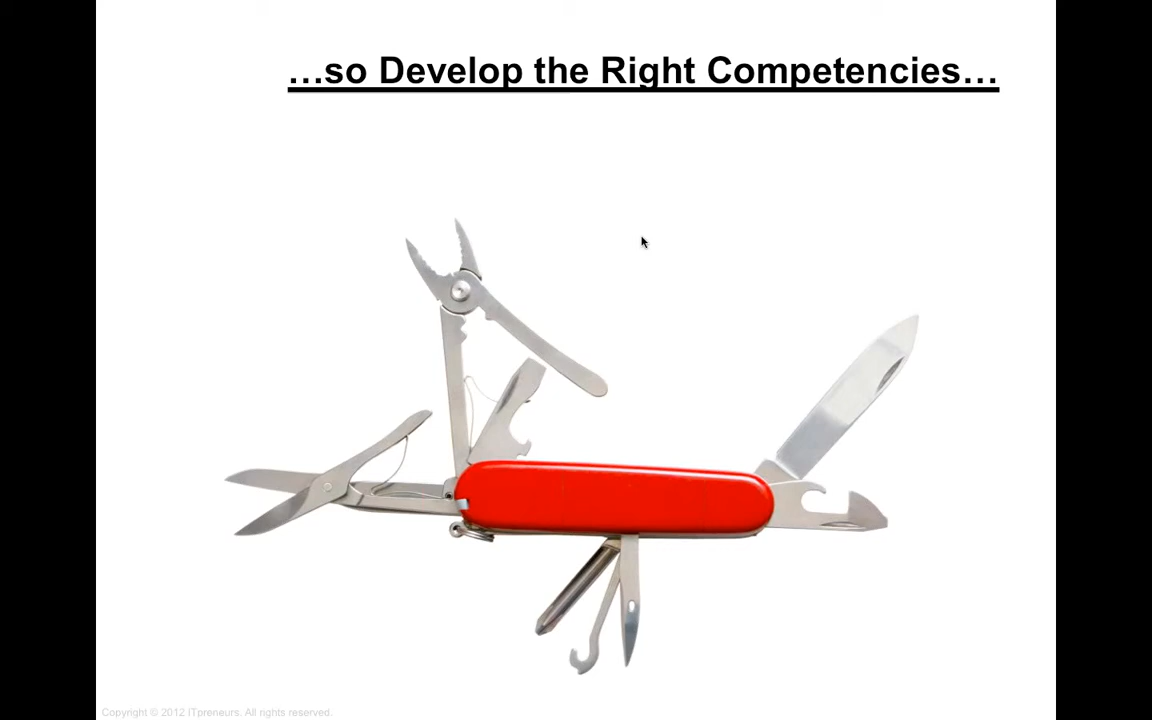 …so Develop the Right Competencies…
Copyright © 2012 ITpreneurs. All rights reserved.